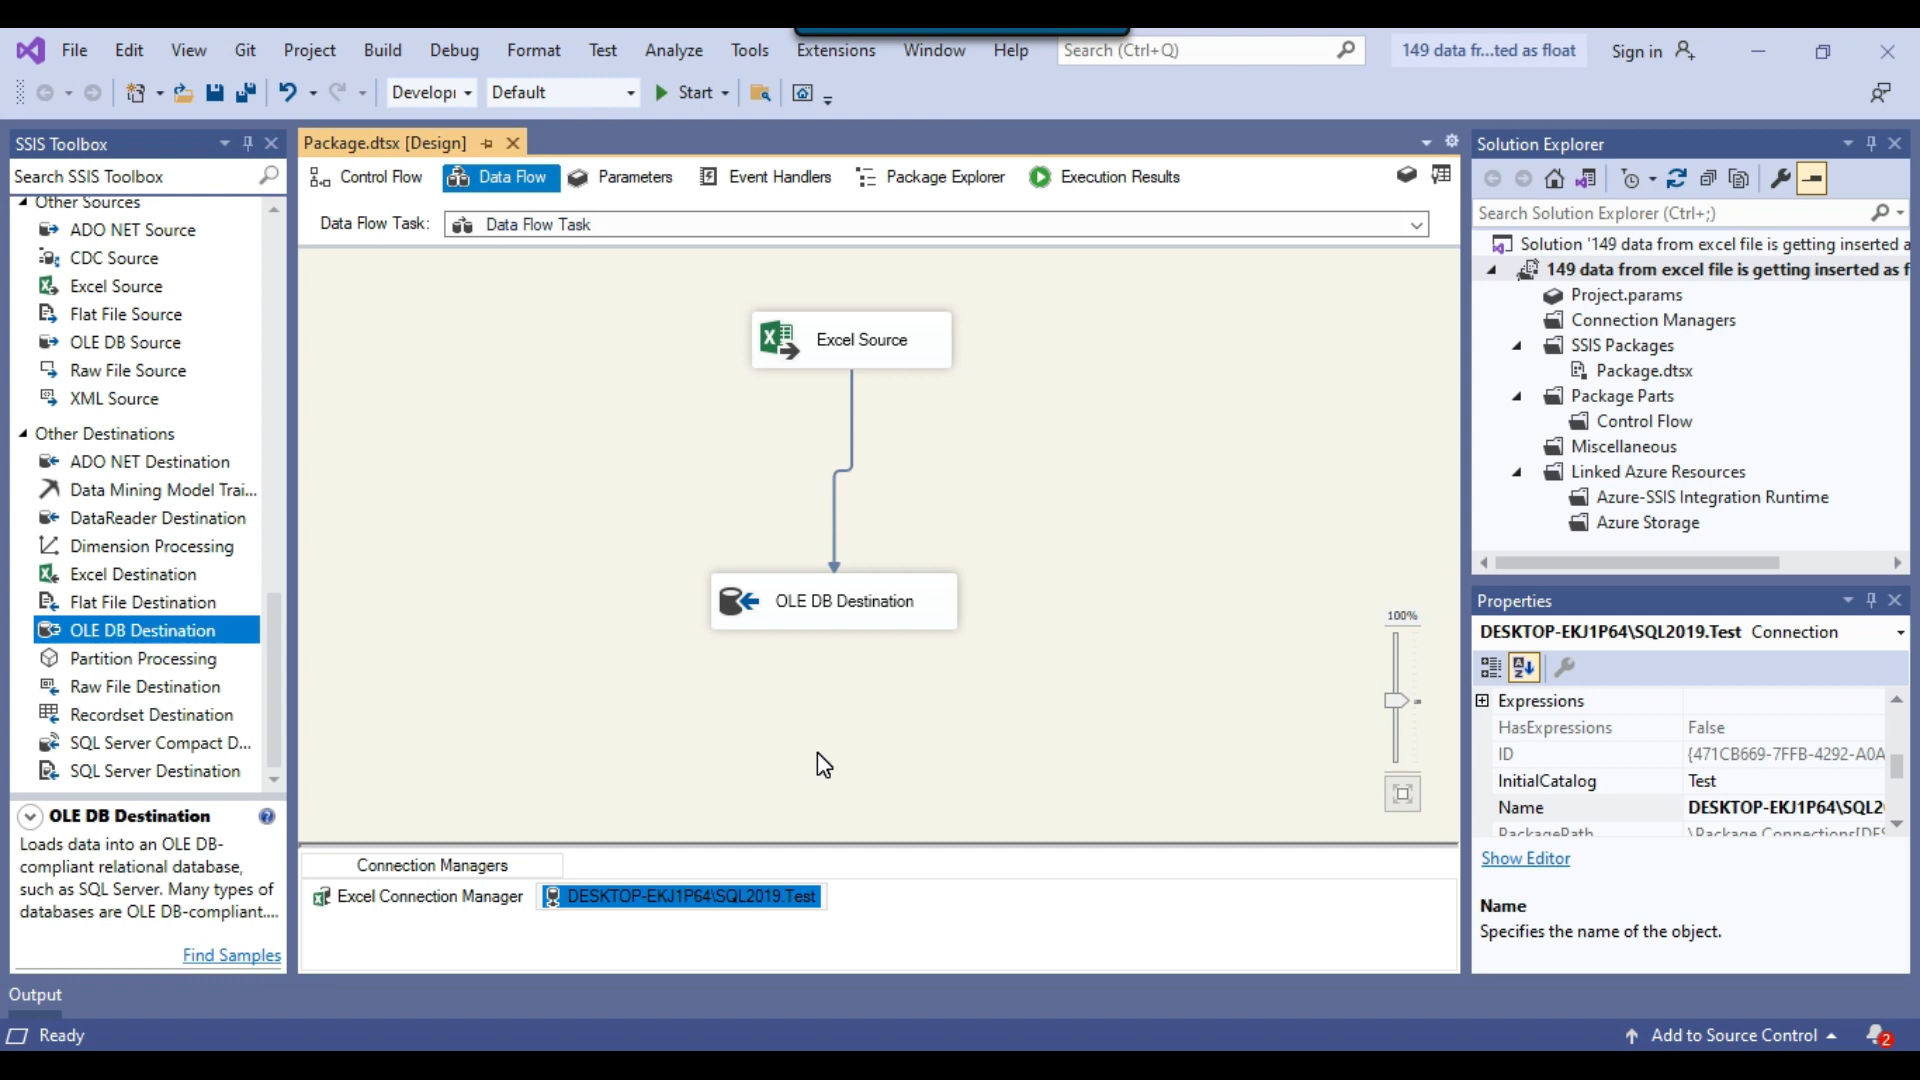 File Edit View Git Project Build Debug Format Test Analyze Tools Extensions Window Help Search (Ctrl+Q) 149 data fr...ted as float Sign in
Developi Default Start
SSIS Toolbox
Search SSIS Toolbox
Other Sources
ADO NET Source
CDC Source
Excel Source
Flat File Source
OLE DB Source
Raw File Source
XML Source
Other Destinations
ADO NET Destination
Data Mining Model Trai...
DataReader Destination
Dimension Processing
Excel Destination
Flat File Destination
OLE DB Destination
Partition Processing
Raw File Destination
Recordset Destination
SQL Server Compact D...
SQL Server Destination
OLE DB Destination
Loads data into an OLE DB-
compliant relational database,
such as SQL Server. Many types of
databases are OLE DB-compliant....
Find Samples
Package.dtsx [Design]
Control Flow Data Flow Parameters Event Handlers Package Explorer Execution Results
Data Flow Task: Data Flow Task
Excel Source
OLE DB Destination
100%
Connection Managers
Excel Connection Manager DESKTOP-EKJ1P64\SQL2019.Test
Solution Explorer
Search Solution Explorer (Ctrl+;)
Solution '149 data from excel file is getting inserted a
149 data from excel file is getting inserted as f
Project.params
Connection Managers
SSIS Packages
Package.dtsx
Package Parts
Control Flow
Miscellaneous
Linked Azure Resources
Azure-SSIS Integration Runtime
Azure Storage
Properties
DESKTOP-EKJ1P64\SQL2019.Test Connection
Expressions
HasExpressions False
ID {471CB669-7FFB-4292-A0A
InitialCatalog Test
Name DESKTOP-EKJ1P64\SQL2
PackagePath \Package.Connections[DES
Show Editor
Name
Specifies the name of the object.
Output
Ready Add to Source Control 2